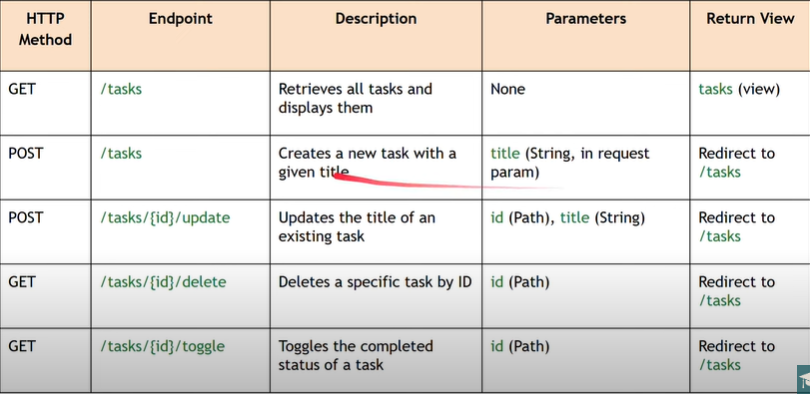 HTTP
Method
Endpoint
Description
Parameters
Return View
GET
/tasks
Retrieves all tasks and
displays them
None
tasks (view)
POST
/tasks
Creates a new task with a
given title
title (String, in request
param)
Redirect to
/tasks
POST
/tasks/{id}/update
Updates the title of an
existing task
id (Path), title (String)
Redirect to
/tasks
GET
/tasks/{id}/delete
Deletes a specific task by ID
id (Path)
Redirect to
/tasks
GET
/tasks/{id}/toggle
Toggles the completed
status of a task
id (Path)
Redirect to
/tasks